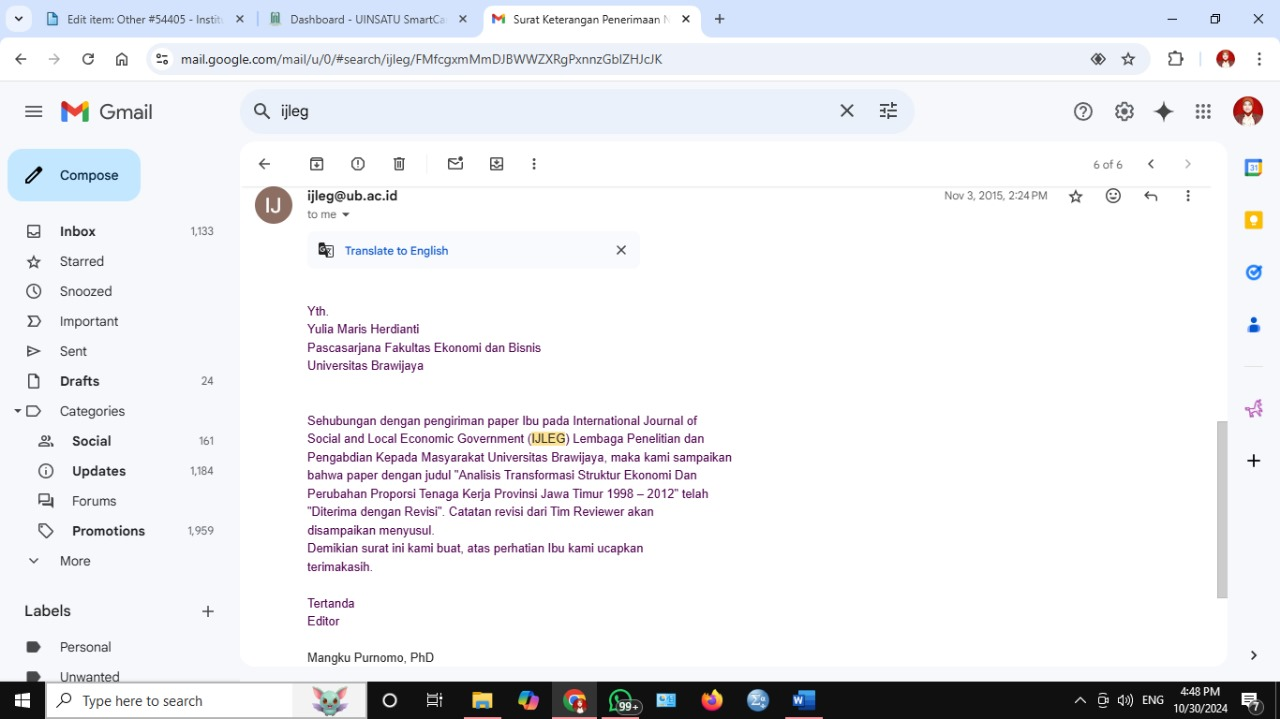 Edit item: Other #54405 - Institu
Dashboard - UINSATU SmartCa
Surat Keterangan Penerimaan N
mail.google.com/mail/u/0/#search/ijleg/FMfcgxmMmDJBWWZXRgPxnnzGblZHJcJK
Gmail
ijleg
Compose
6 of 6
Inbox 1,133
Starred
Snoozed
Important
Sent
Drafts 24
Categories
Social 161
Updates 1,184
Forums
Promotions 1,959
More
Labels
Personal
Unwanted
IJ
ijleg@ub.ac.id
Nov 3, 2015, 2:24 PM
to me
Translate to English
Yth.
Yulia Maris Herdianti
Pascasarjana Fakultas Ekonomi dan Bisnis
Universitas Brawijaya
Sehubungan dengan pengiriman paper Ibu pada International Journal of
Social and Local Economic Government (IJLEG) Lembaga Penelitian dan
Pengabdian Kepada Masyarakat Universitas Brawijaya, maka kami sampaikan
bahwa paper dengan judul "Analisis Transformasi Struktur Ekonomi Dan
Perubahan Proporsi Tenaga Kerja Provinsi Jawa Timur 1998 – 2012" telah
"Diterima dengan Revisi". Catatan revisi dari Tim Reviewer akan
disampaikan menyusul.
Demikian surat ini kami buat, atas perhatian Ibu kami ucapkan
terimakasih.
Tertanda
Editor
Mangku Purnomo, PhD
31
Type here to search
99+
ENG
4:48 PM
10/30/2024
7